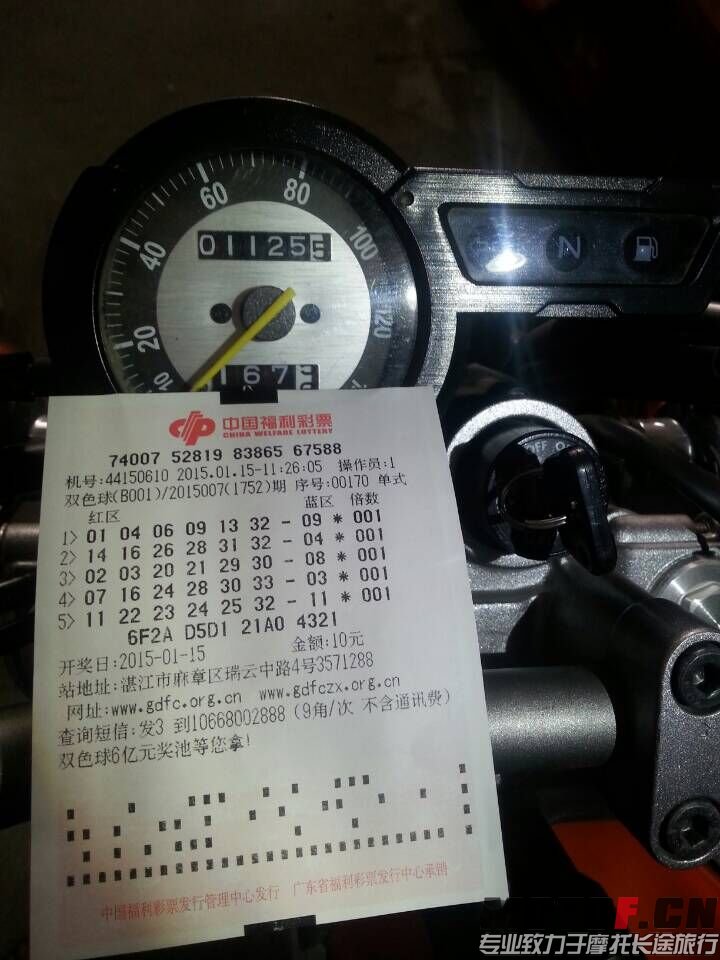 60
80
40
100
20
120
10
01125
N
OFF
中国福利彩票
CHINA WELFARE LOTTERY
74007 52819 83865 67588
机号:44150610 2015.01.15-11:26:05 操作员:1
双色球(B001)/2015007(1752)期 序号:00170 单式
红区 蓝区 倍数
1> 01 04 06 09 13 32 - 09 * 001
2> 14 16 26 28 31 32 - 04 * 001
3> 02 03 20 21 29 30 - 08 * 001
4> 07 16 24 28 30 33 - 03 * 001
5> 11 22 23 24 25 32 - 11 * 001
6F2A D5D1 21A0 4321
开奖日:2015-01-15 金额:10元
站地址:湛江市麻章区瑞云中路4号3571288
网址:www.gdfc.org.cn www.gdfczx.org.cn
查询短信:发3 到10668002888(9角/次 不含通讯费)
双色球6亿元奖池等您拿!
中国福利彩票发行管理中心发行 广东省福利彩票发行中心承销
MOTOF.CN
专业致力于摩托长途旅行